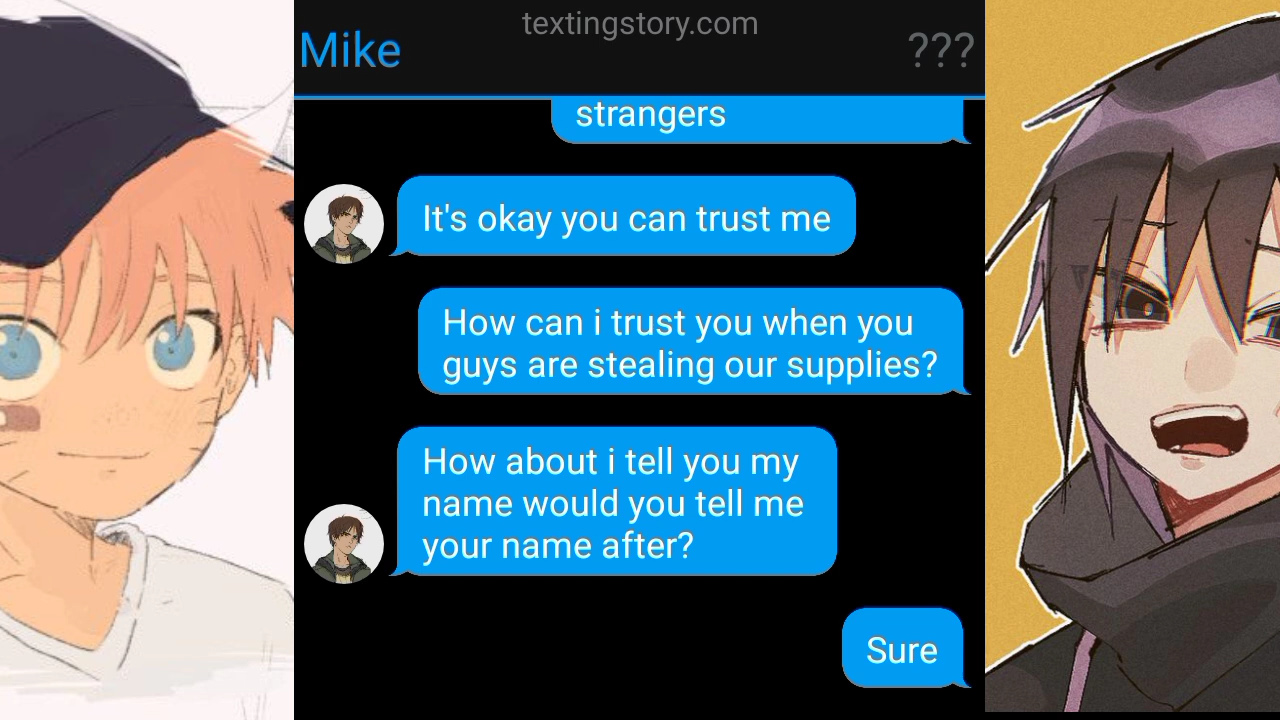 textingstory.com
Mike
???
strangers
It's okay you can trust me
How can i trust you when you
guys are stealing our supplies?
How about i tell you my
name would you tell me
your name after?
Sure